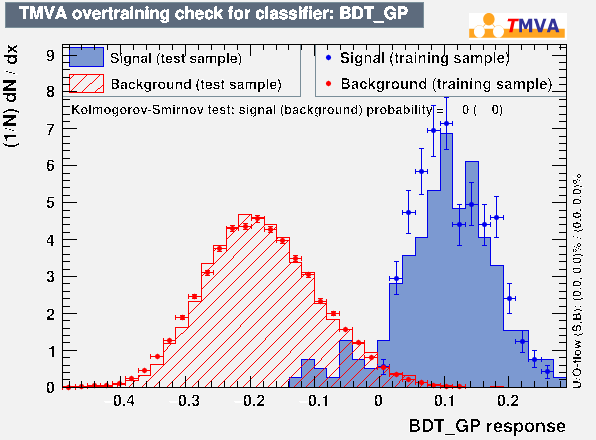 TMVA overtraining check for classifier: BDT_GP
TMVA
Signal (test sample)
Background (test sample)
Signal (training sample)
Background (training sample)
Kolmogorov-Smirnov test: signal (background) probability = 0 ( 0)
(1/N) dN / dx
9
8
7
6
5
4
3
2
1
0
-0.4 -0.3 -0.2 -0.1 0 0.1 0.2
BDT_GP response
U/O-flow (S,B): (0.0, 0.0)% / (0.0, 0.0)%